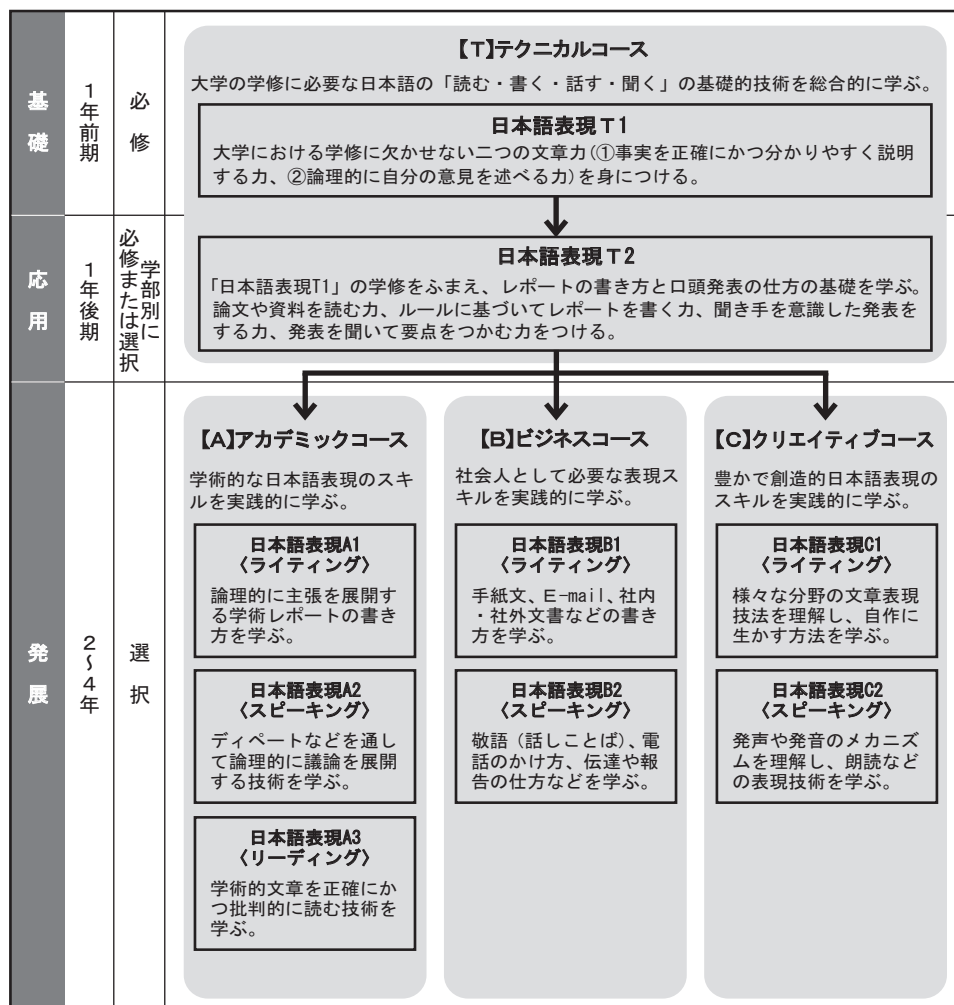 基礎
1年前期
必修
【T】テクニカルコース
大学の学修に必要な日本語の「読む・書く・話す・聞く」の基礎的技術を総合的に学ぶ。
日本語表現T1
大学における学修に欠かせない二つの文章力(①事実を正確にかつ分かりやすく説明
する力、②論理的に自分の意見を述べる力)を身につける。
応用
1年後期
学部別に
必修または選択
日本語表現T2
「日本語表現T1」の学修をふまえ、レポートの書き方と口頭発表の仕方の基礎を学ぶ。
論文や資料を読む力、ルールに基づいてレポートを書く力、聞き手を意識した発表を
する力、発表を聞いて要点をつかむ力をつける。
発展
2〜4年
選択
【A】アカデミックコース
学術的な日本語表現のスキ
ルを実践的に学ぶ。
日本語表現A1
〈ライティング〉
論理的に主張を展開す
る学術レポートの書き
方を学ぶ。
日本語表現A2
〈スピーキング〉
ディベートなどを通し
て論理的に議論を展開
する技術を学ぶ。
日本語表現A3
〈リーディング〉
学術的文章を正確にか
つ批判的に読む技術を
学ぶ。
【B】ビジネスコース
社会人として必要な表現ス
キルを実践的に学ぶ。
日本語表現B1
〈ライティング〉
手紙文、E-mail、社内
・社外文書などの書き
方を学ぶ。
日本語表現B2
〈スピーキング〉
敬語（話しことば）、電
話のかけ方、伝達や報
告の仕方などを学ぶ。
【C】クリエイティブコース
豊かで創造的日本語表現の
スキルを実践的に学ぶ。
日本語表現C1
〈ライティング〉
様々な分野の文章表現
技法を理解し、自作に
生かす方法を学ぶ。
日本語表現C2
〈スピーキング〉
発声や発音のメカニズ
ムを理解し、朗読など
の表現技術を学ぶ。